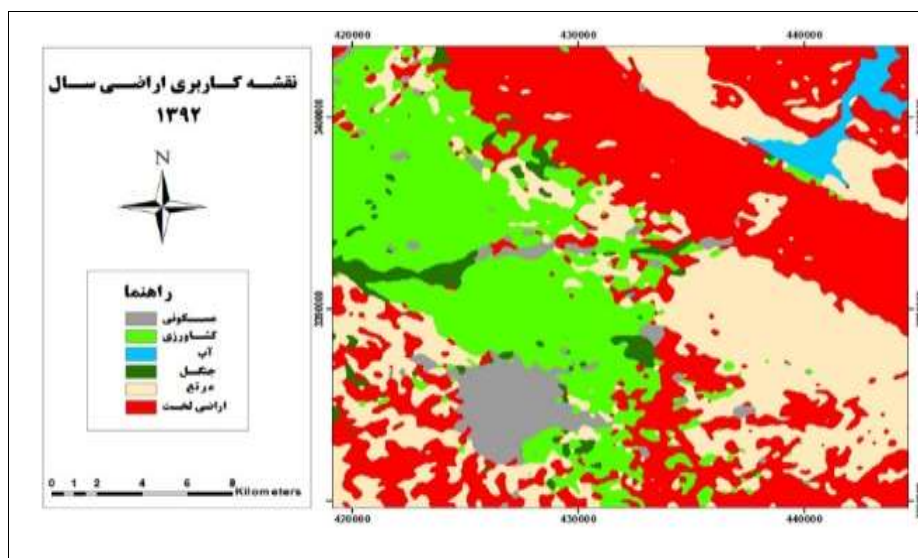 نقشه کاربری اراضی سال
۱۳۹۲
N
راهنما
مسکونی
کشاورزی
آب
جنگل
مرتع
اراضی لخست
0 1 2 4 6 8
Kilometers
420000 430000 440000
420000 430000 440000